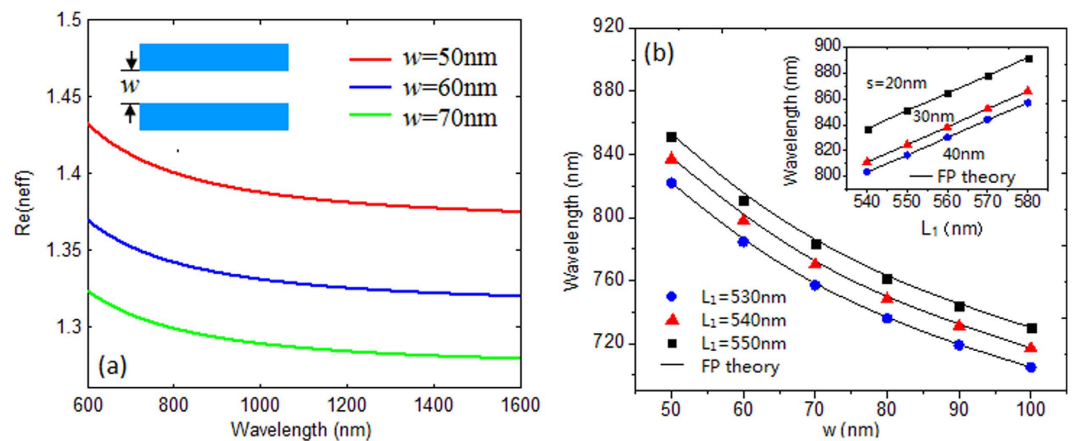 1.5
1.45
1.4
1.35
1.3
Re(neff)
w
w=50nm
w=60nm
w=70nm
(a)
600
800
1000
1200
1400
1600
Wavelength (nm)
920
880
840
800
760
720
Wavelength (nm)
(b)
L1=530nm
L1=540nm
L1=550nm
FP theory
50
60
70
80
90
100
w (nm)
900
880
860
840
820
800
Wavelength (nm)
s=20nm
30nm
40nm
FP theory
540
550
560
570
580
L1 (nm)